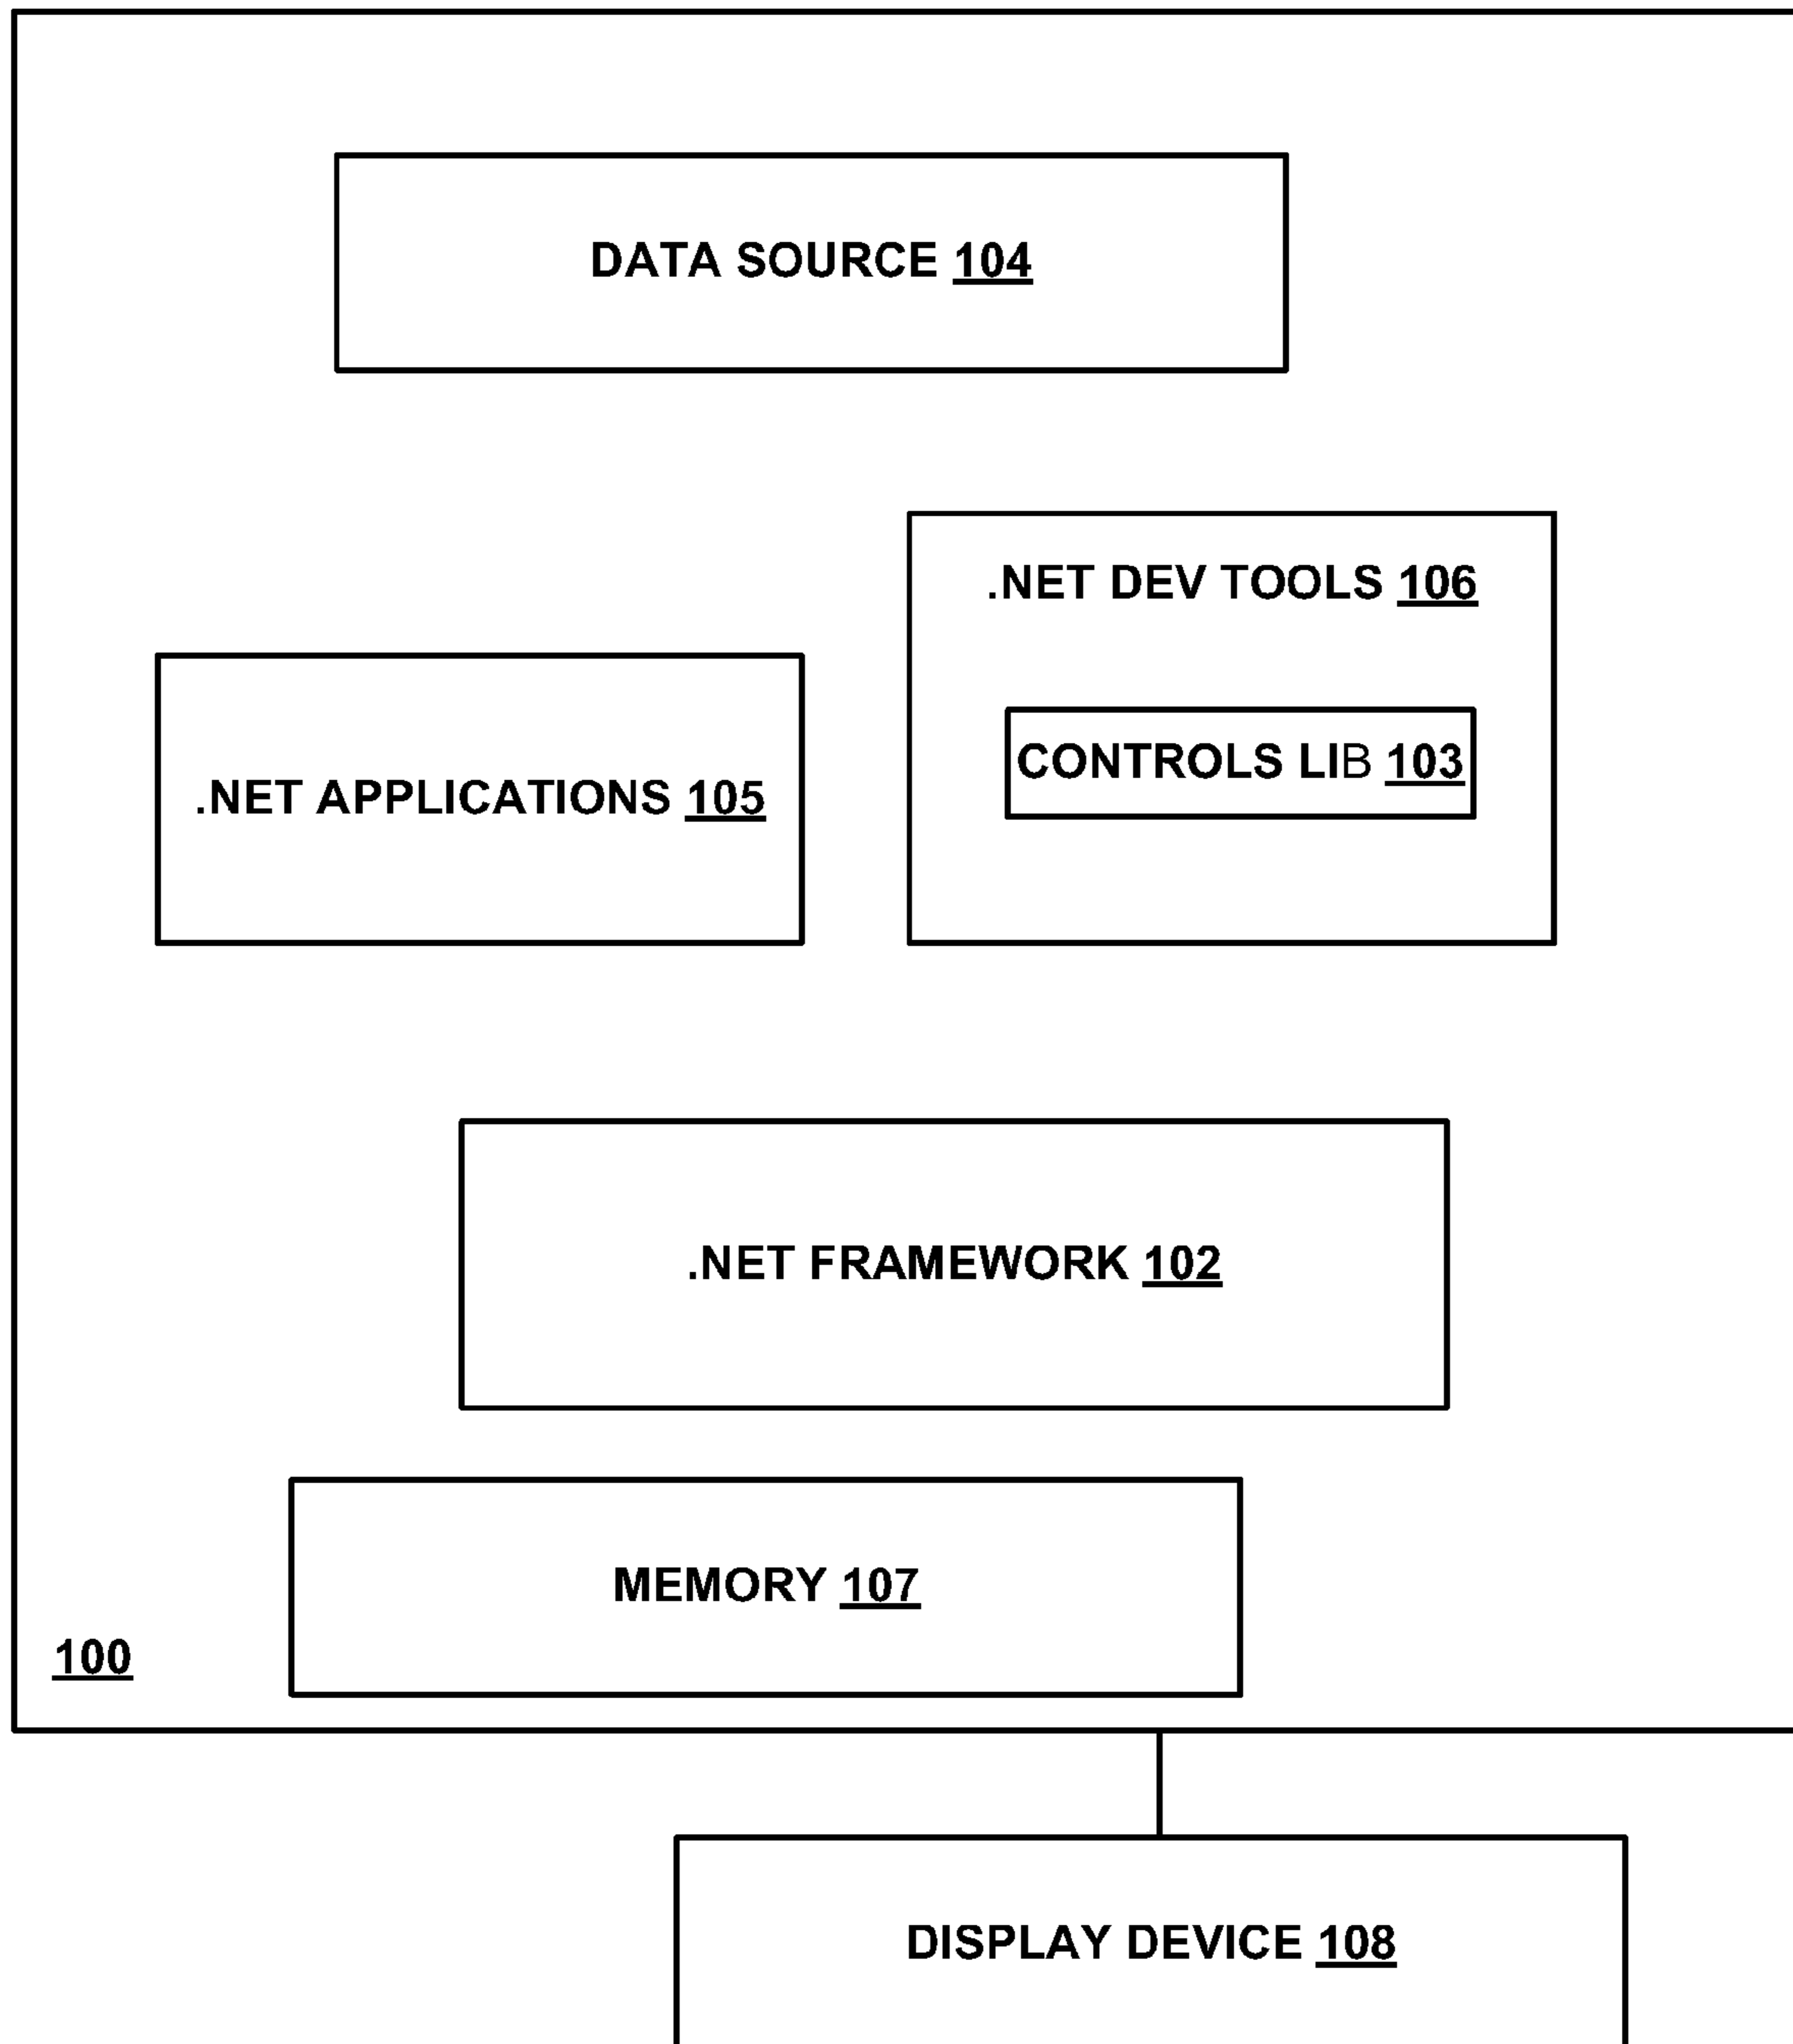 DATA SOURCE 104
.NET DEV TOOLS 106
CONTROLS LIB 103
.NET APPLICATIONS 105
.NET FRAMEWORK 102
MEMORY 107
100
DISPLAY DEVICE 108